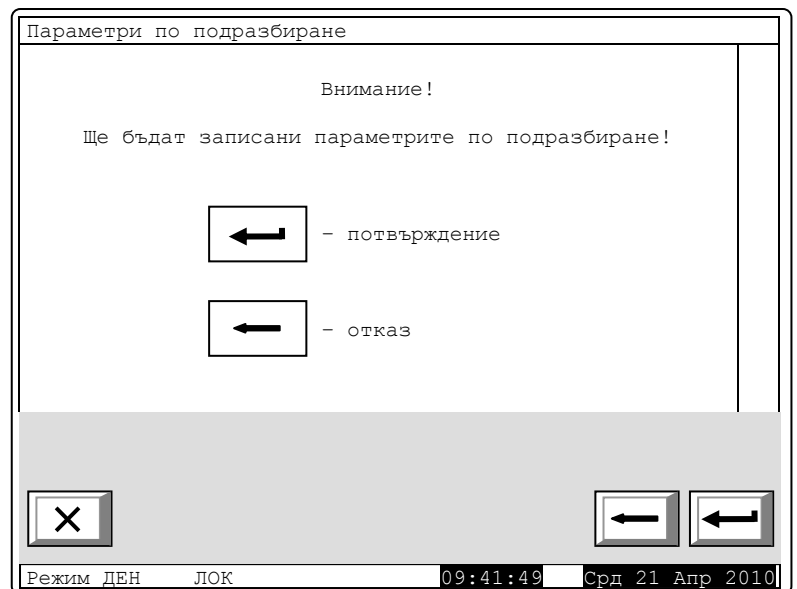 Параметри по подразбиране
Внимание!
Ще бъдат записани параметрите по подразбиране!
– потвърждение
– отказ
Режим ДЕН ЛОК 09:41:49 Срд 21 Апр 2010